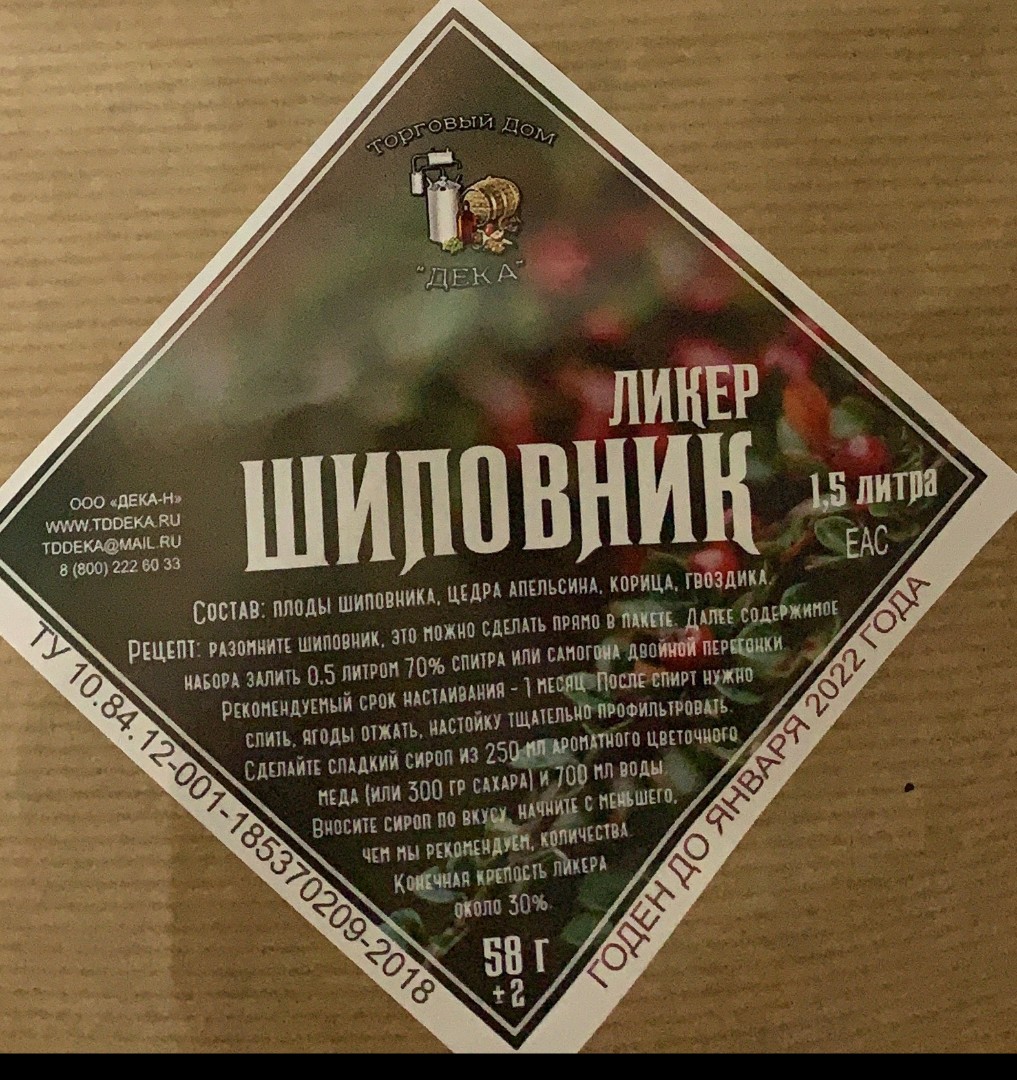 Торговый дом
"ДЕКА"
ЛИКЕР
ШИПОВНИК
1,5 литра
EAC
ООО «ДЕКА-Н»
WWW.TDDEKA.RU
TDDEKA@MAIL.RU
8 (800) 222 60 33
Состав: плоды шиповника, цедра апельсина, корица, гвоздика.
Рецепт: разомните шиповник, это можно сделать прямо в пакете. Далее содержимое
набора залить 0.5 литром 70% спитра или самогона двойной перегонки.
Рекомендуемый срок настаивания - 1 месяц. После спирт нужно
слить, ягоды отжать, настойку тщательно профильтровать.
Сделайте сладкий сироп из 250 мл ароматного цветочного
меда (или 300 гр сахара) и 700 мл воды.
Вносите сироп по вкусу, начните с меньшего,
чем мы рекомендуем, количества.
Конечная крепость ликера
около 30%.
58 г
±2
ТУ 10.84.12-001-185370209-2018
ГОДЕН ДО ЯНВАРЯ 2022 ГОДА